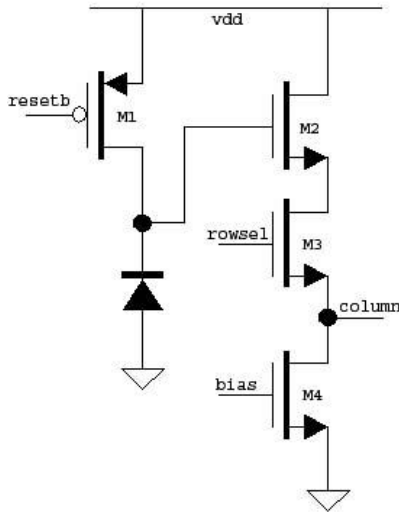 vdd
resetb
M1
M2
rowsel
M3
column
bias
M4